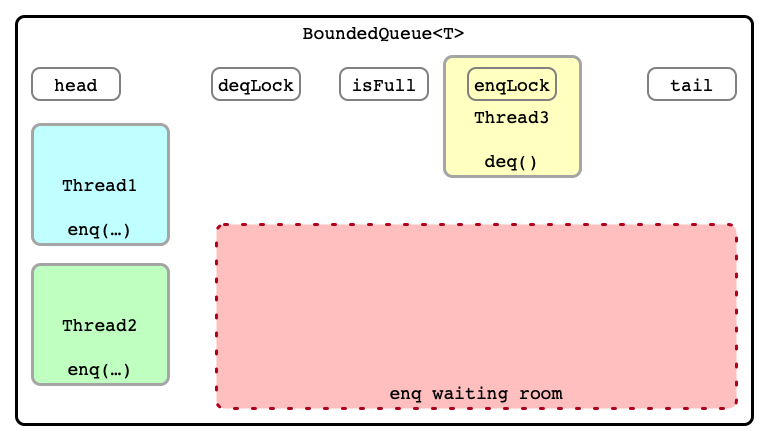 BoundedQueue<T>
head
deqLock
isFull
enqLock
tail
Thread3
deq()
Thread1
enq(…)
Thread2
enq(…)
enq waiting room